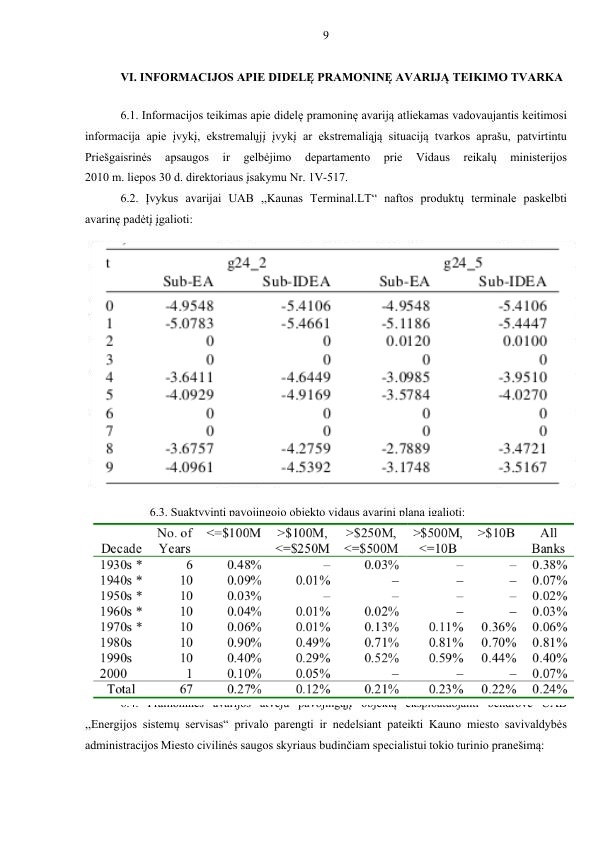 9
VI. INFORMACIJOS APIE DIDELĘ PRAMONINĘ AVARIJĄ TEIKIMO TVARKA
6.1. Informacijos teikimas apie didelę pramoninę avariją atliekamas vadovaujantis keitimosi
informacija apie įvykį, ekstremalųjį įvykį ar ekstremaliąją situaciją tvarkos aprašu, patvirtintu
Priešgaisrinės apsaugos ir gelbėjimo departamento prie Vidaus reikalų ministerijos
2010 m. liepos 30 d. direktoriaus įsakymu Nr. 1V-517.
6.2. Įvykus avarijai UAB „Kaunas Terminal.LT“ naftos produktų terminale paskelbti
avarinę padėtį įgalioti:
t g24_2 g24_5
Sub-EA Sub-IDEA Sub-EA Sub-IDEA
0 -4.9548 -5.4106 -4.9548 -5.4106
1 -5.0783 -5.4661 -5.1186 -5.4447
2 0 0 0.0120 0.0100
3 0 0 0 0
4 -3.6411 -4.6449 -3.0985 -3.9510
5 -4.0929 -4.9169 -3.5784 -4.0270
6 0 0 0 0
7 0 0 0 0
8 -3.6757 -4.2759 -2.7889 -3.4721
9 -4.0961 -4.5392 -3.1748 -3.5167
6.3. Suaktyvinti pavojingojo objekto vidaus avarinį planą įgalioti:
No. of <=$100M >$100M, >$250M, >$500M, >$10B All
Decade Years <=$250M <=$500M <=10B Banks
1930s * 6 0.48% – 0.03% – – 0.38%
1940s * 10 0.09% 0.01% – – – 0.07%
1950s * 10 0.03% – – – – 0.02%
1960s * 10 0.04% 0.01% 0.02% – – 0.03%
1970s * 10 0.06% 0.01% 0.13% 0.11% 0.36% 0.06%
1980s 10 0.90% 0.49% 0.71% 0.81% 0.70% 0.81%
1990s 10 0.40% 0.29% 0.52% 0.59% 0.44% 0.40%
2000 1 0.10% 0.05% – – – 0.07%
Total 67 0.27% 0.12% 0.21% 0.23% 0.22% 0.24%
6.4. Pramoninės avarijos atveju pavojingąjį objektą eksploatuojanti bendrovė UAB
„Energijos sistemų servisas“ privalo parengti ir nedelsiant pateikti Kauno miesto savivaldybės
administracijos Miesto civilinės saugos skyriaus budinčiam specialistui tokio turinio pranešimą: